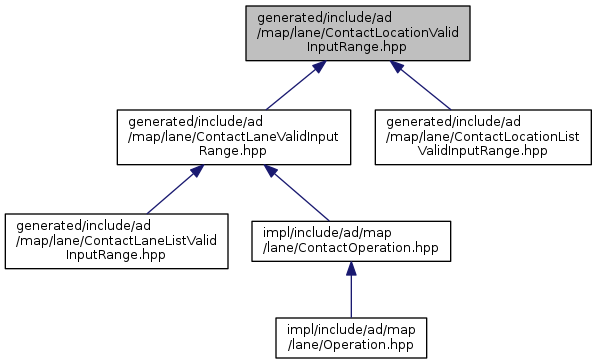 generated/include/ad
/map/lane/ContactLocationValid
InputRange.hpp
generated/include/ad
/map/lane/ContactLaneValidInput
Range.hpp
generated/include/ad
/map/lane/ContactLocationList
ValidInputRange.hpp
generated/include/ad
/map/lane/ContactLaneListValid
InputRange.hpp
impl/include/ad/map
/lane/ContactOperation.hpp
impl/include/ad/map
/lane/Operation.hpp